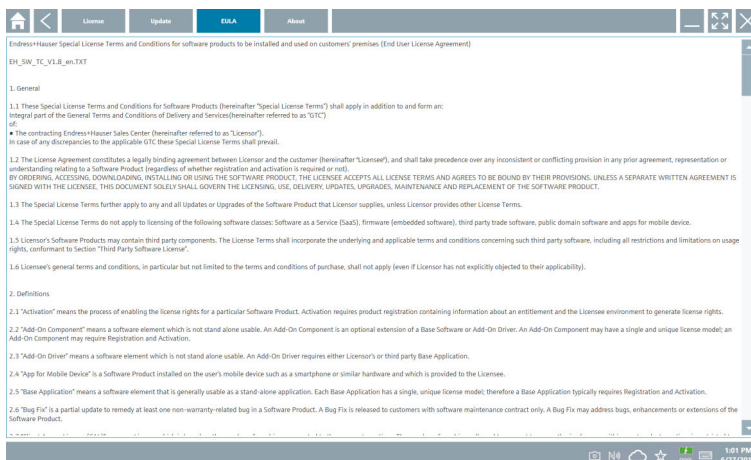 License
Update
EULA
About
Endress+Hauser Special License Terms and Conditions for software products to be installed and used on customers' premises (End User License Agreement)
EH_SW_TC_V1.8_en.TXT
1. General
1.1 These Special License Terms and Conditions for Software Products (hereinafter "Special License Terms") shall apply in addition to and form an:
Integral part of the General Terms and Conditions of Delivery and Services(hereinafter referred to as "GTC")
of:
■ The contracting Endress+Hauser Sales Center (hereinafter referred to as "Licensor").
In case of any discrepancies to the applicable GTC these Special License Terms shall prevail.
1.2 The License Agreement constitutes a legally binding agreement between Licensor and the customer (hereinafter "Licensee"), and shall take precedence over any inconsistent or conflicting provision in any prior agreement, representation or
understanding relating to a Software Product (regardless of whether registration and activation is required or not).
BY ORDERING, ACCESSING, DOWNLOADING, INSTALLING OR USING THE SOFTWARE PRODUCT, THE LICENSEE ACCEPTS ALL LICENSE TERMS AND AGREES TO BE BOUND BY THEIR PROVISIONS. UNLESS A SEPARATE WRITTEN AGREEMENT IS
SIGNED WITH THE LICENSEE, THIS DOCUMENT SOLELY SHALL GOVERN THE LICENSING, USE, DELIVERY, UPDATES, UPGRADES, MAINTENANCE AND REPLACEMENT OF THE SOFTWARE PRODUCT.
1.3 The Special License Terms further apply to any and all Updates or Upgrades of the Software Product that Licensor supplies, unless Licensor provides other License Terms.
1.4 The Special License Terms do not apply to licensing of the following software classes: Software as a Service (SaaS), firmware (embedded software), third party trade software, public domain software and apps for mobile device.
1.5 Licensor's Software Products may contain third party components. The License Terms shall incorporate the underlying and applicable terms and conditions concerning such third party software, including all restrictions and limitations on usage
rights, conformant to Section "Third Party Software License".
1.6 Licensee's general terms and conditions, in particular but not limited to the terms and conditions of purchase, shall not apply (even if Licensor has not explicitly objected to their applicability).
2. Definitions
2.1 "Activation" means the process of enabling the license rights for a particular Software Product. Activation requires product registration containing information about an entitlement and the Licensee environment to generate license rights.
2.2 "Add-On Component" means a software element which is not stand alone usable. An Add-On Component is an optional extension of a Base Software or Add-On Driver. An Add-On Component may have a single and unique license model; an
Add-On Component may require Registration and Activation.
2.3 "Add-On Driver" means a software element which is not stand alone usable. An Add-On Driver requires either Licensor's or third party Base Application.
2.4 "App for Mobile Device" is a Software Product installed on the user's mobile device such as a smartphone or similar hardware and which is provided to the Licensee.
2.5 "Base Application" means a software element that is generally usable as a stand-alone application. Each Base Application has a single, unique license model; therefore a Base Application typically requires Registration and Activation.
2.6 "Bug Fix" is a partial update to remedy at least one non-warranty-related bug in a Software Product. A Bug Fix is released to customers with software maintenance contract only. A Bug Fix may address bugs, enhancements or extensions of the
Software Product.
1:01 PM